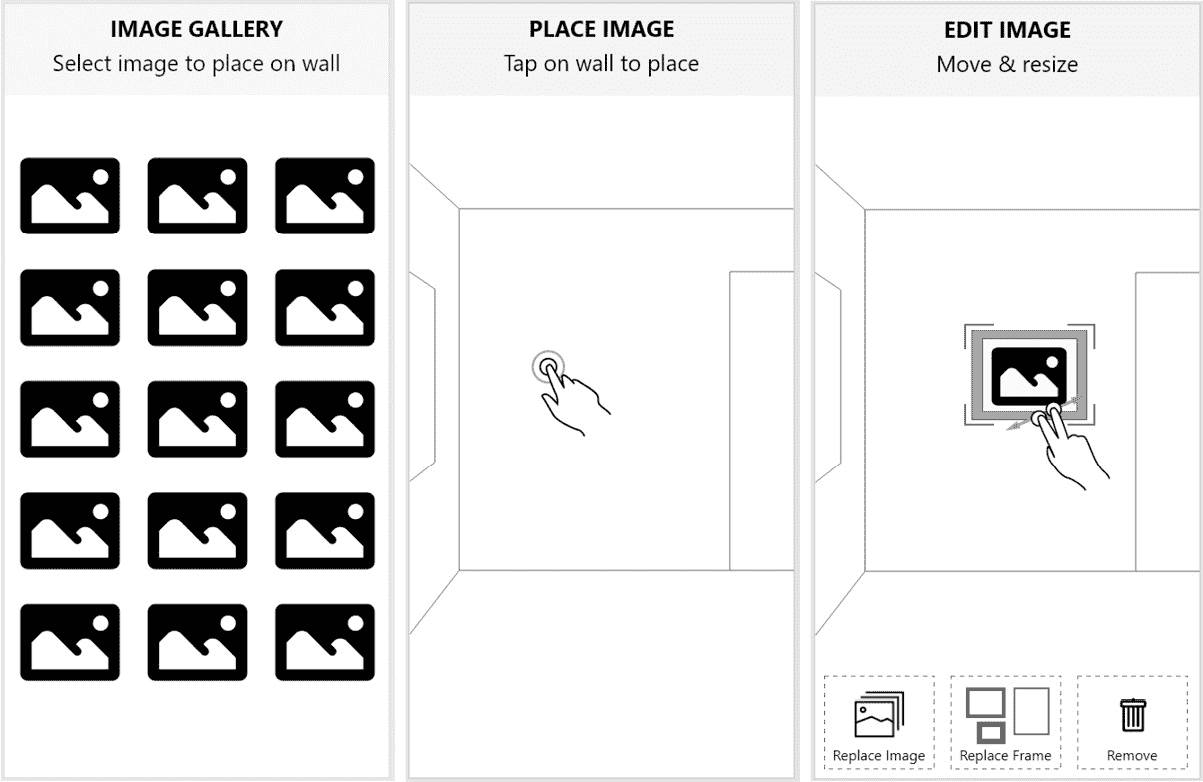 IMAGE GALLERY
Select image to place on wall
PLACE IMAGE
Tap on wall to place
EDIT IMAGE
Move & resize
Replace Image
Replace Frame
Remove